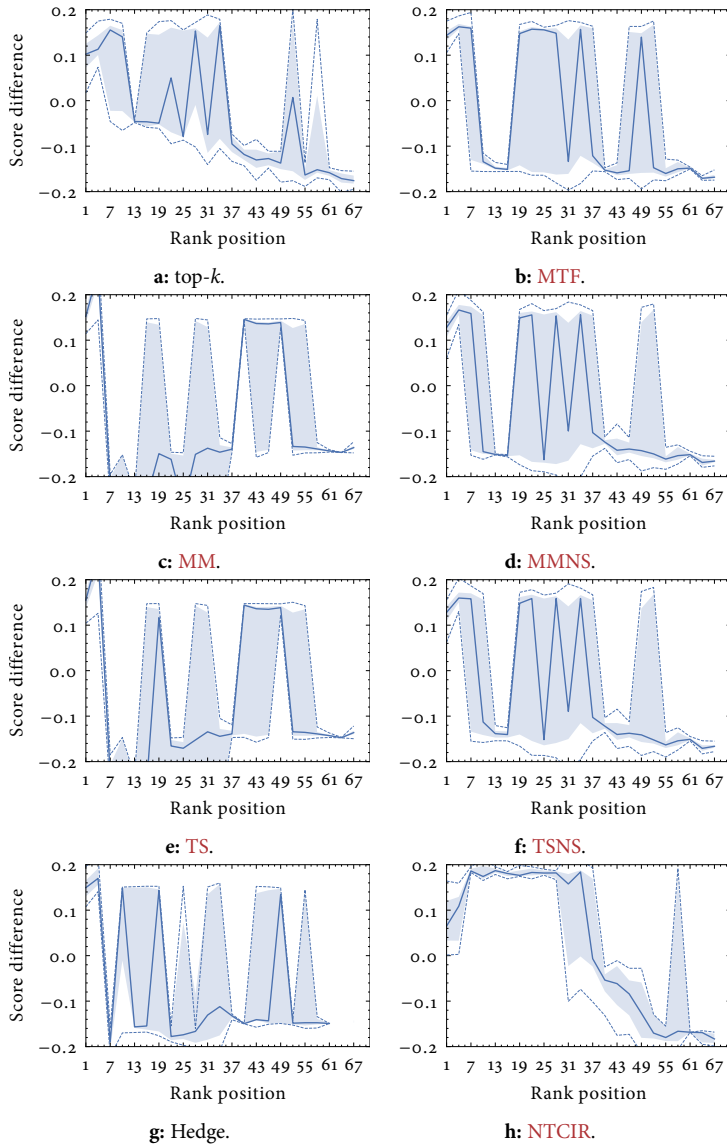 0.2
0.1
0.0
−0.1
−0.2
Score difference
1 7 13 19 25 31 37 43 49 55 61 67
Rank position
a: top-k.
0.2
0.1
0.0
−0.1
−0.2
1 7 13 19 25 31 37 43 49 55 61 67
Rank position
b: MTF.
0.2
0.1
0.0
−0.1
−0.2
Score difference
1 7 13 19 25 31 37 43 49 55 61 67
Rank position
c: MM.
0.2
0.1
0.0
−0.1
−0.2
1 7 13 19 25 31 37 43 49 55 61 67
Rank position
d: MMNS.
0.2
0.1
0.0
−0.1
−0.2
Score difference
1 7 13 19 25 31 37 43 49 55 61 67
Rank position
e: TS.
0.2
0.1
0.0
−0.1
−0.2
1 7 13 19 25 31 37 43 49 55 61 67
Rank position
f: TSNS.
0.2
0.1
0.0
−0.1
−0.2
Score difference
1 7 13 19 25 31 37 43 49 55 61 67
Rank position
g: Hedge.
0.2
0.1
0.0
−0.1
−0.2
1 7 13 19 25 31 37 43 49 55 61 67
Rank position
h: NTCIR.